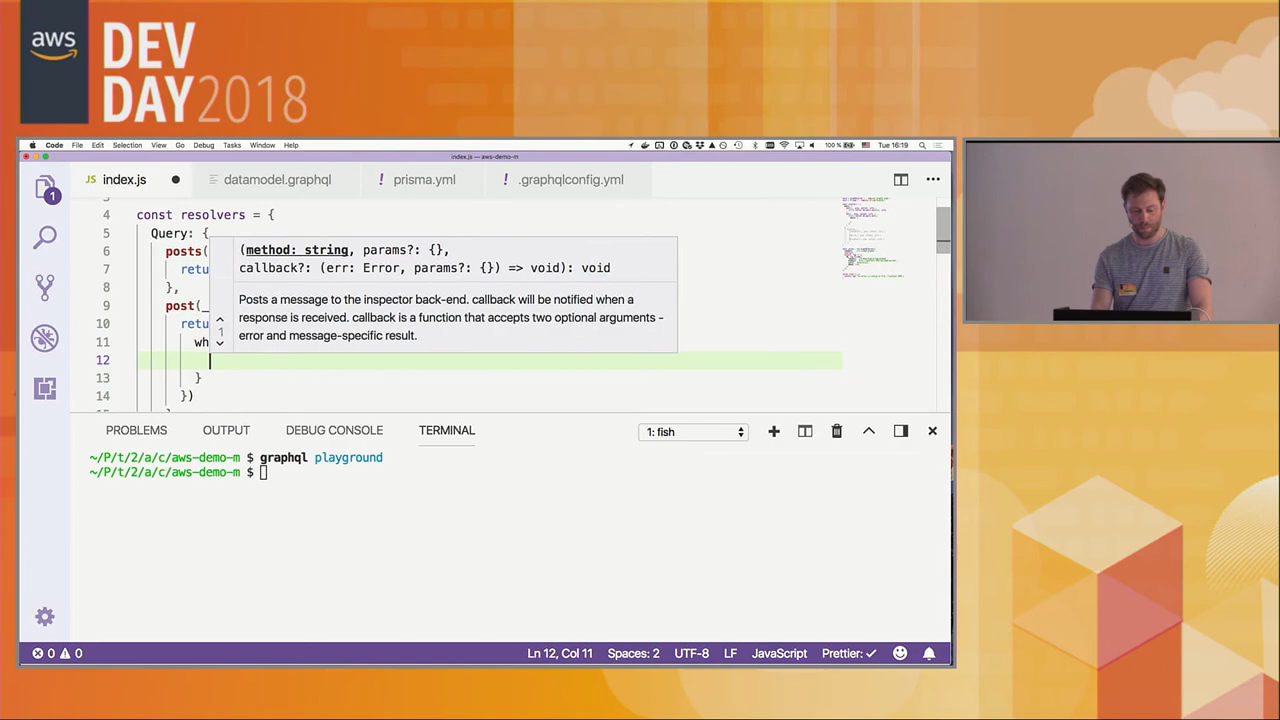 aws
DEV
DAY2018
Code File Edit Selection View Go Debug Tasks Window Help
100% Tue 16:19
index.js — aws-demo-m
JS index.js
datamodel.graphql
! prisma.yml
! .graphqlconfig.yml
1
3
4 const resolvers = {
5 Query: {
6 posts(
7 retu
8 },
9 post(_
10 retu
11 wh
12
13 }
14 })
(method: string, params?: {},
callback?: (err: Error, params?: {}) => void): void
Posts a message to the inspector back-end. callback will be notified when a
response is received. callback is a function that accepts two optional arguments -
1
error and message-specific result.
PROBLEMS OUTPUT DEBUG CONSOLE TERMINAL
1: fish
~/P/t/2/a/c/aws-demo-m $ graphql playground
~/P/t/2/a/c/aws-demo-m $
0 0
Ln 12, Col 11 Spaces: 2 UTF-8 LF JavaScript Prettier: ✓